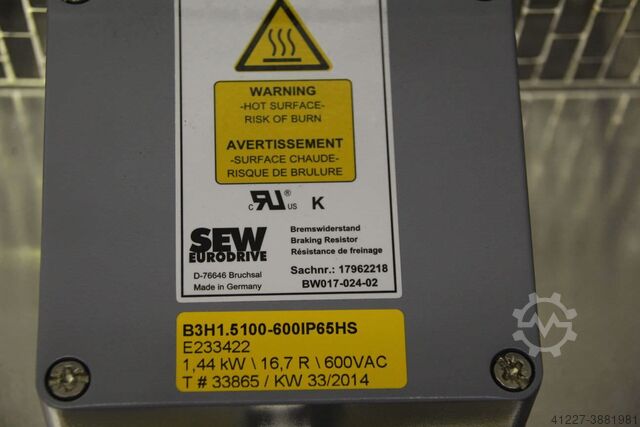 WARNING
-HOT SURFACE-
RISK OF BURN
AVERTISSEMENT
-SURFACE CHAUDE-
RISQUE DE BRULURE
c RU ® US K
SEW
EURODRIVE
D-76646 Bruchsal
Made in Germany
Bremswiderstand
Braking Resistor
Résistance de freinage
Sachnr.: 17962218
BW017-024-02
B3H1.5100-600IP65HS
E233422
1,44 kW \ 16,7 R \ 600VAC
T # 33865 / KW 33/2014
41227-3881981